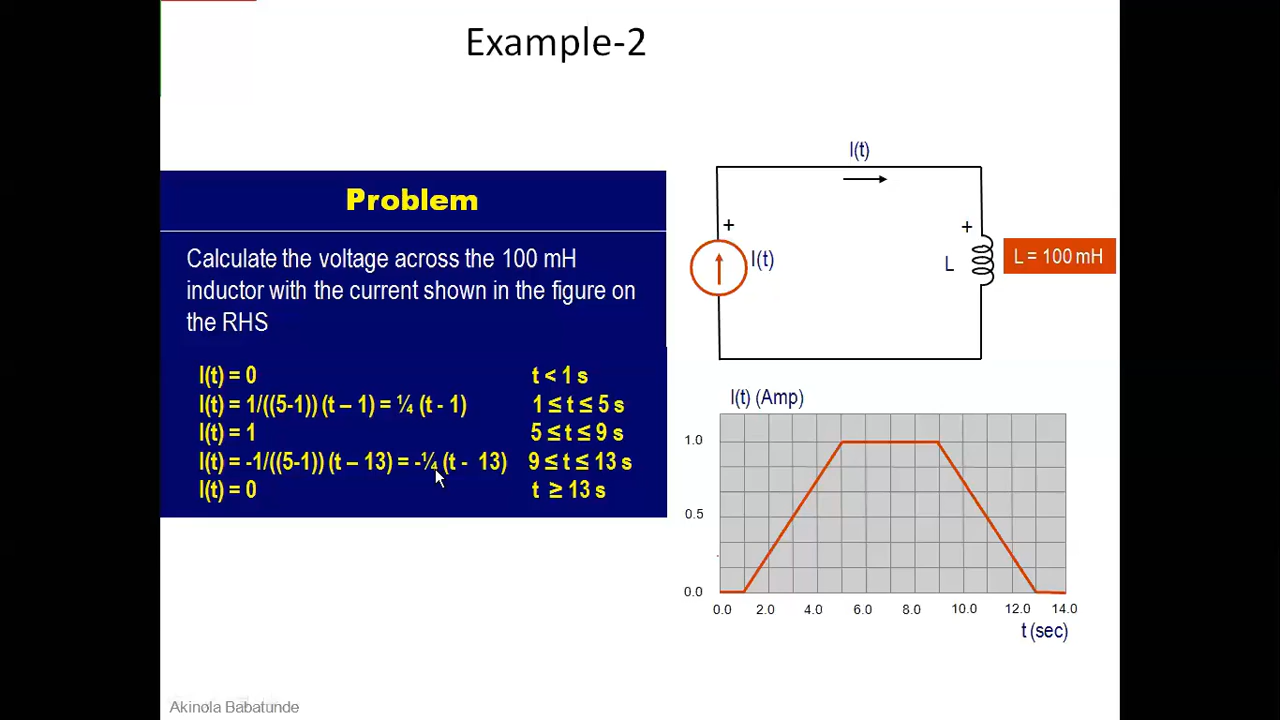 Example-2
Problem
Calculate the voltage across the 100 mH
inductor with the current shown in the figure on
the RHS
I(t) = 0 t < 1 s
I(t) = 1/((5-1)) (t – 1) = ¼ (t - 1) 1 ≤ t ≤ 5 s
I(t) = 1 5 ≤ t ≤ 9 s
I(t) = -1/((5-1)) (t – 13) = -¼ (t - 13) 9 ≤ t ≤ 13 s
I(t) = 0 t ≥ 13 s
I(t)
+ +
I(t) L L = 100 mH
I(t) (Amp)
1.0
0.5
0.0
0.0 2.0 4.0 6.0 8.0 10.0 12.0 14.0
t (sec)
Akinola Babatunde